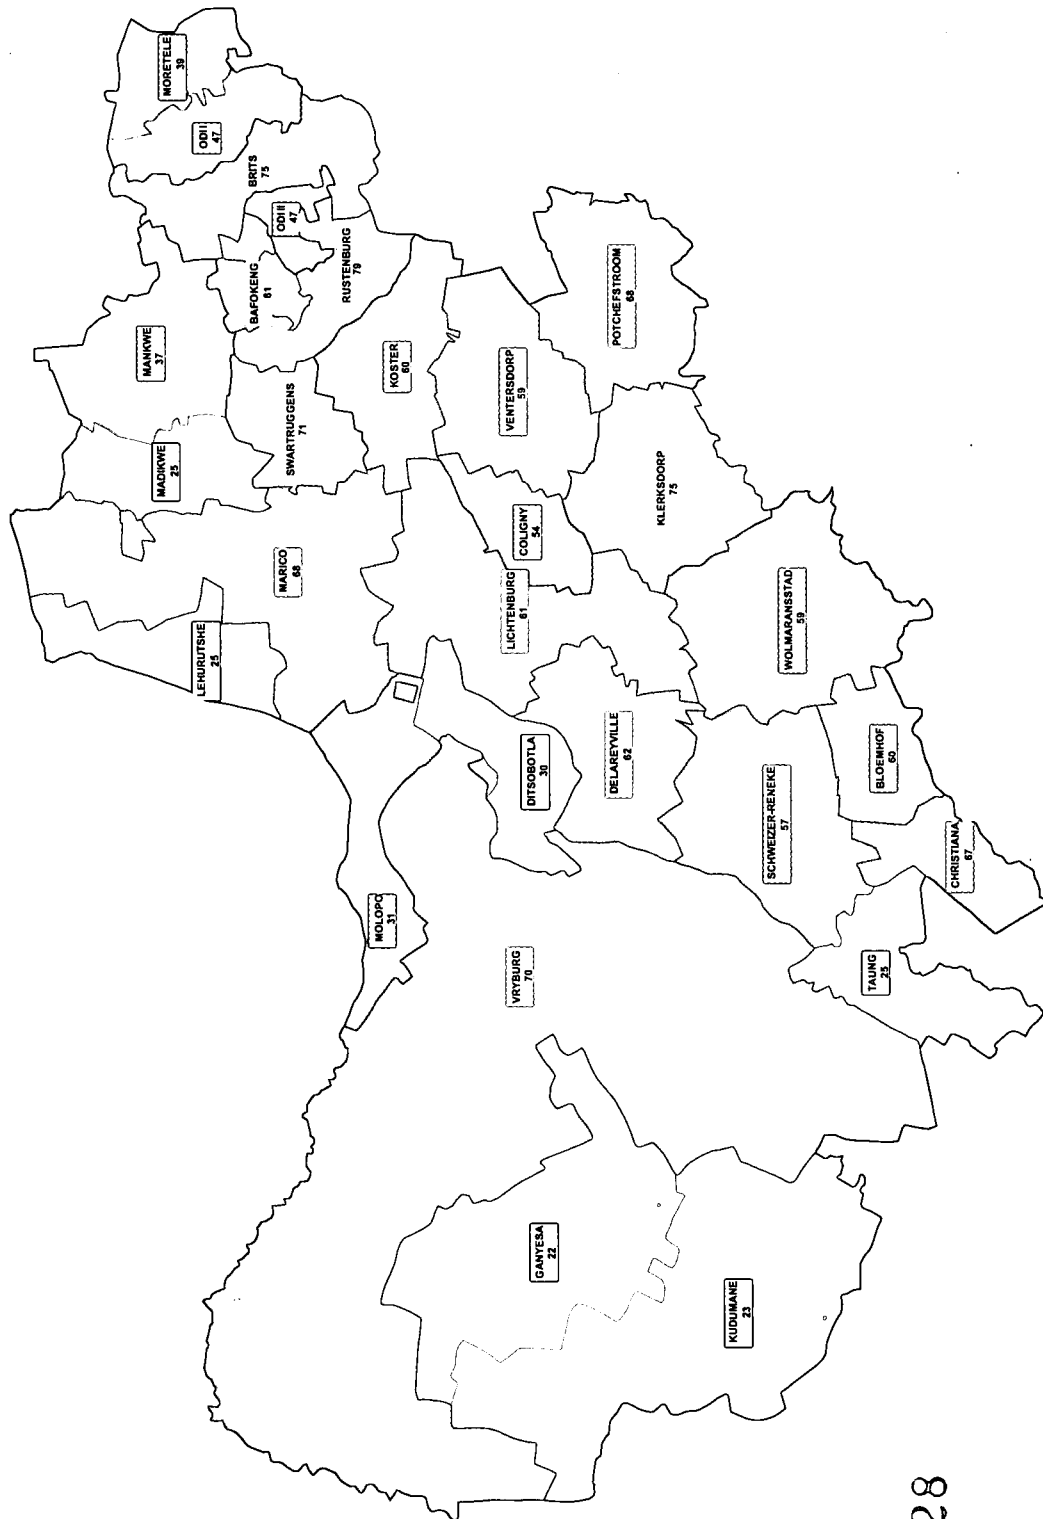 MORETELE
39
ODI I
47
BRITS
75
ODI II
47
MANKWE
37
BAFOKENG
61
RUSTENBURG
79
MADIKWE
25
SWARTRUGGENS
71
KOSTER
60
VENTERSDORP
59
POTCHEFSTROOM
68
LEHURUTSHE
25
MARICO
68
LICHTENBURG
61
COLIGNY
54
KLERKSDORP
75
MOLOPO
31
DITSOBOTLA
30
DELAREYVILLE
62
WOLMARANSSTAD
59
VRYBURG
70
SCHWEIZER-RENEKE
57
BLOEMHOF
60
CHRISTIANA
67
TAUNG
25
GANYESA
22
KUDUMANE
23
28